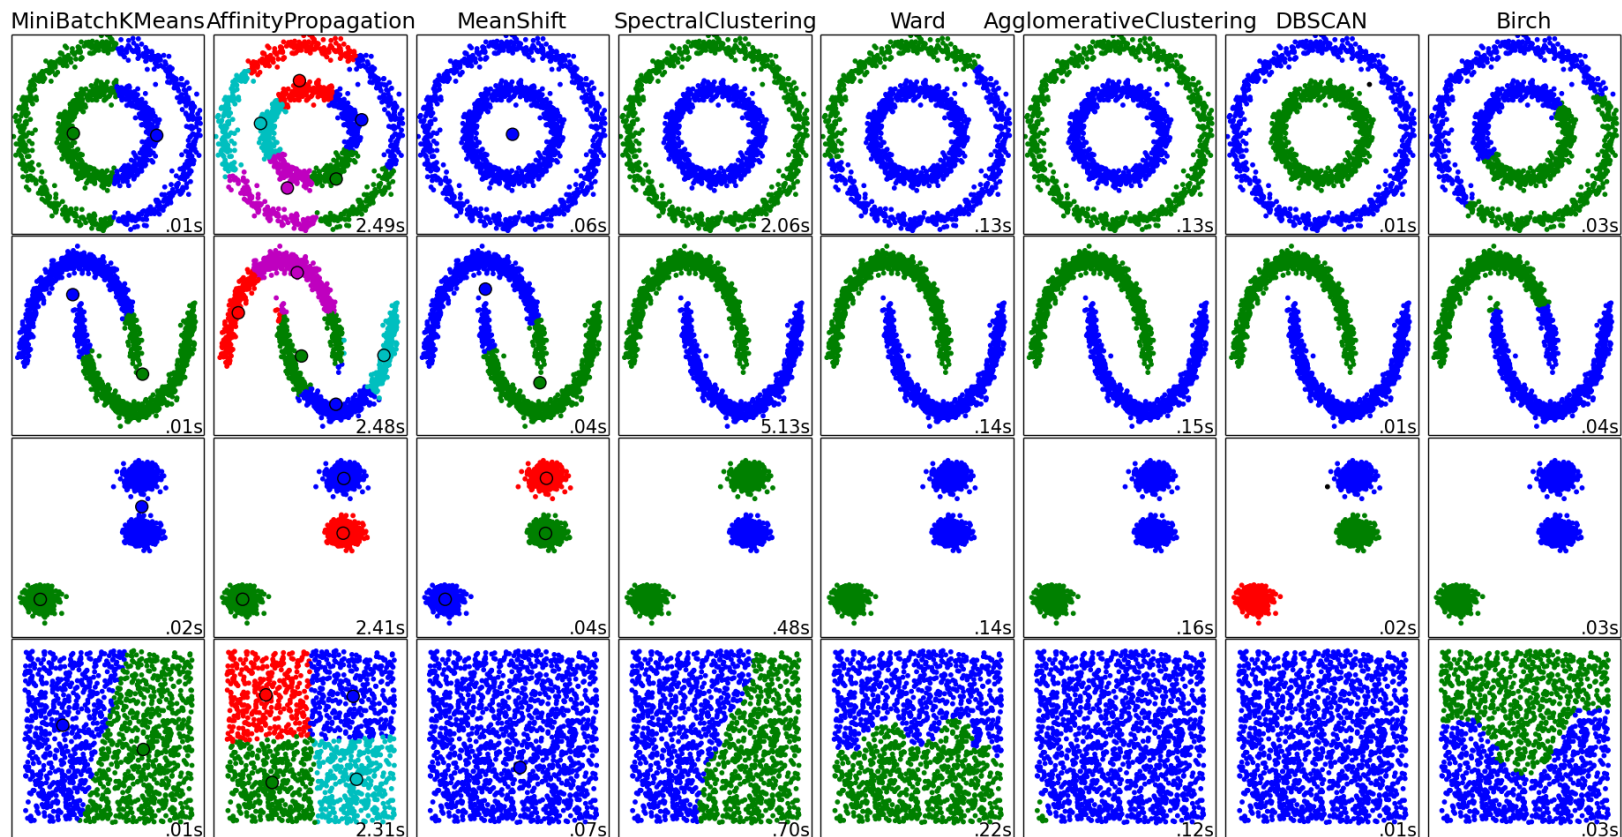 MiniBatchKMeans AffinityPropagation MeanShift SpectralClustering Ward AgglomerativeClustering DBSCAN Birch
.01s 2.49s .06s 2.06s .13s .13s .01s .03s
.01s 2.48s .04s 5.13s .14s .15s .01s .04s
.02s 2.41s .04s .48s .14s .16s .02s .03s
.01s 2.31s .07s .70s .22s .12s .01s .03s